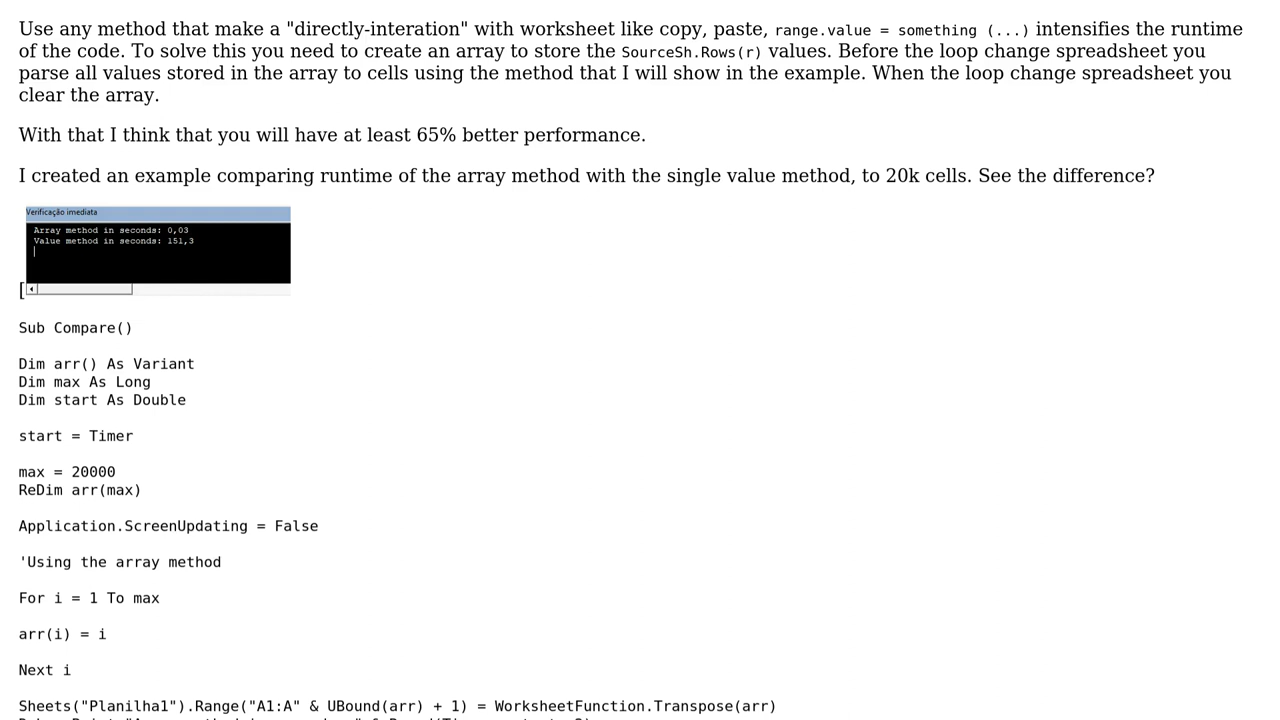 Use any method that make a "directly-interation" with worksheet like copy, paste, range.value = something (...) intensifies the runtime
of the code. To solve this you need to create an array to store the SourceSh.Rows(r) values. Before the loop change spreadsheet you
parse all values stored in the array to cells using the method that I will show in the example. When the loop change spreadsheet you
clear the array.
With that I think that you will have at least 65% better performance.
I created an example comparing runtime of the array method with the single value method, to 20k cells. See the difference?
Verificação imediata
Array method in seconds: 0,03
Value method in seconds: 151,3
[
Sub Compare()
Dim arr() As Variant
Dim max As Long
Dim start As Double
start = Timer
max = 20000
ReDim arr(max)
Application.ScreenUpdating = False
'Using the array method
For i = 1 To max
arr(i) = i
Next i
Sheets("Planilha1").Range("A1:A" & UBound(arr) + 1) = WorksheetFunction.Transpose(arr)